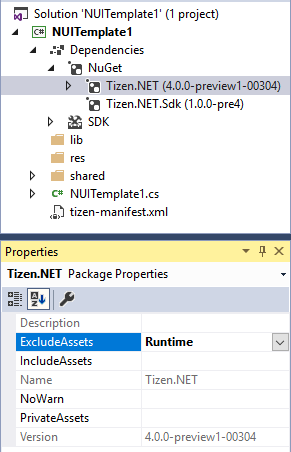 Solution 'NUITemplate1' (1 project)
C# NUITemplate1
Dependencies
NuGet
Tizen.NET (4.0.0-preview1-00304)
Tizen.NET.Sdk (1.0.0-pre4)
SDK
lib
res
shared
C# NUITemplate1.cs
tizen-manifest.xml
Properties
Tizen.NET Package Properties
Description
ExcludeAssets Runtime
IncludeAssets
Name Tizen.NET
NoWarn
PrivateAssets
Version 4.0.0-preview1-00304